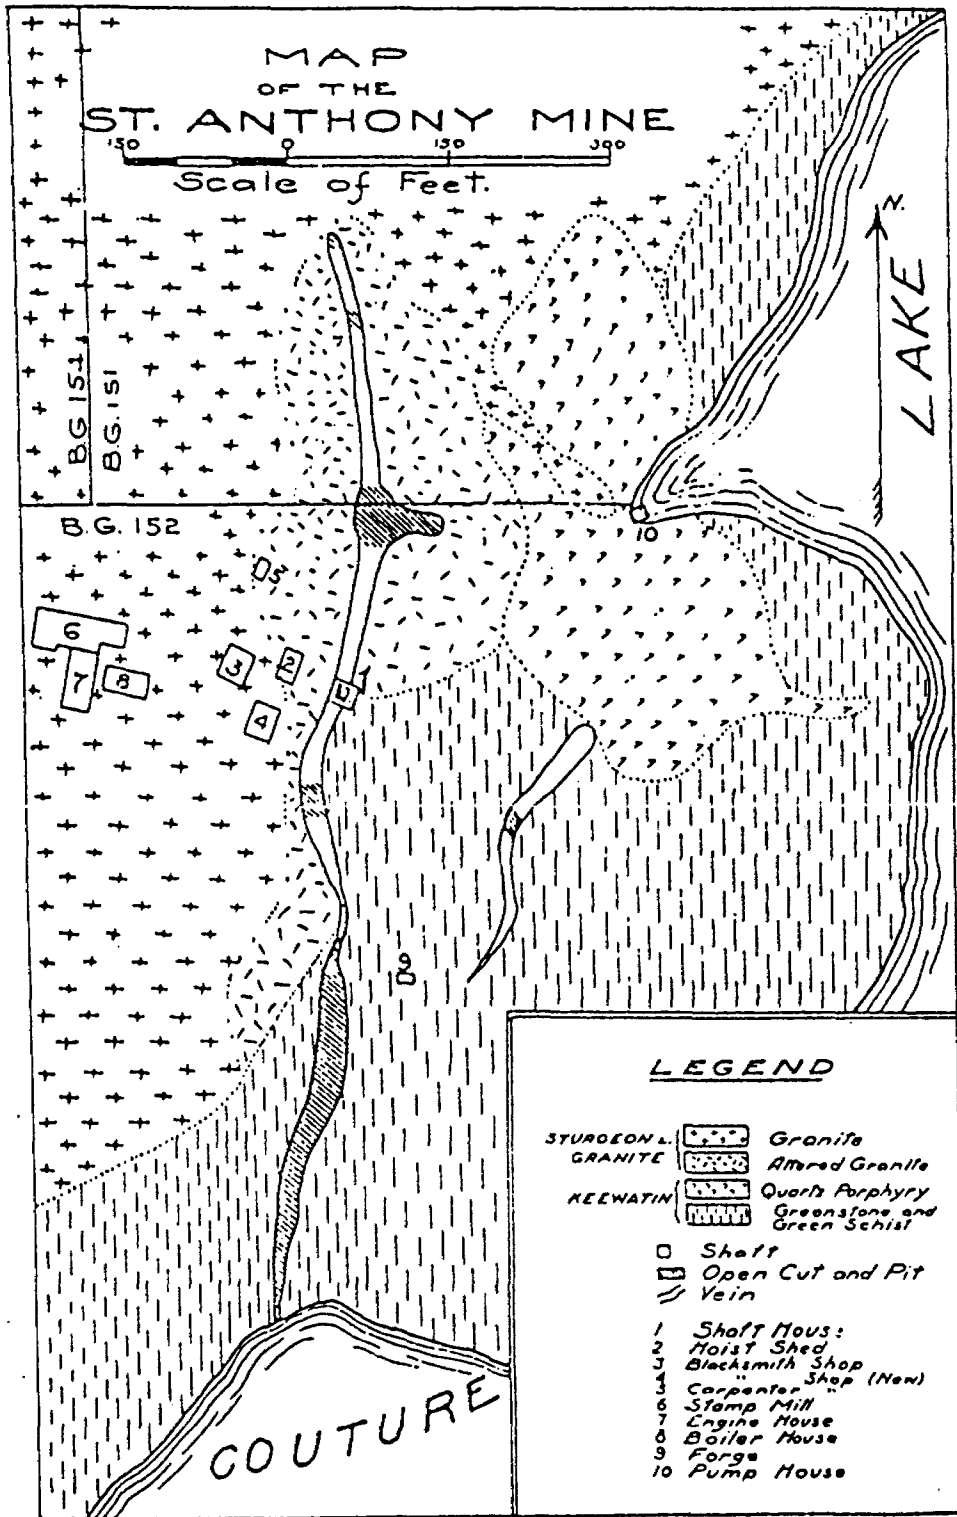 MAP
OF THE
ST. ANTHONY MINE
150 0 150 300
Scale of Feet.
N.
LAKE
B.G. 154
B.G. 151
B.G. 152
10
5
6
3
2
7
8
1
4
9
COUTURE
LEGEND
STURGEON L. GRANITE
Granite
Altered Granite
KEEWATIN
Quartz Porphyry
Greenstone and Green Schist
Shaft
Open Cut and Pit
Vein
1 Shaft House
2 Hoist Shed
3 Blacksmith Shop
4 " Shop (New)
5 Carpenter "
6 Stamp Mill
7 Engine House
8 Boiler House
9 Forge
10 Pump House